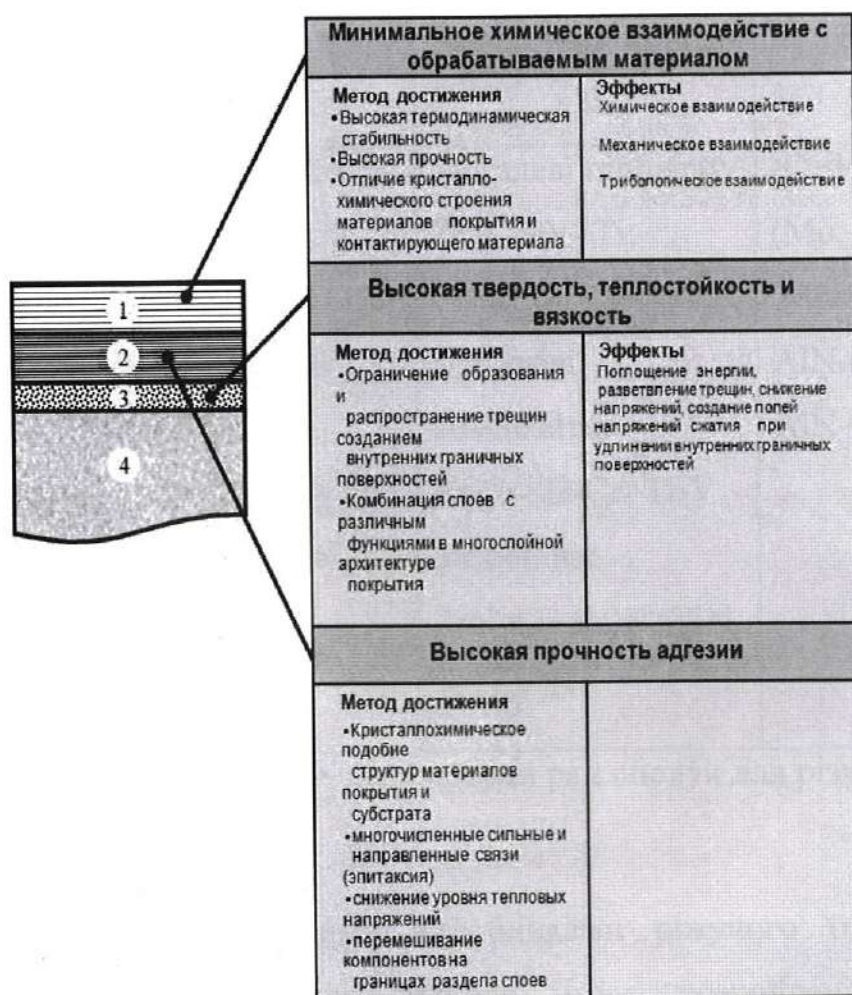 Минимальное химическое взаимодействие с
обрабатываемым материалом
Метод достижения
•Высокая термодинамическая
стабильность
•Высокая прочность
•Отличие кристалло-
химического строения
материалов покрытия и
контактирующего материала
Эффекты
Химическое взаимодействие
Механическое взаимодействие
Трибологическое взаимодействие
1
2
3
4
Высокая твердость, теплостойкость и
вязкость
Метод достижения
•Ограничение образования
и
распространение трещин
созданием
внутренних граничных
поверхностей
•Комбинация слоев с
различным
функциями в многослойной
архитектуре
покрытия
Эффекты
Поглощение энергии,
разветвление трещин, снижение
напряжений, создание полей
напряжений сжатия при
удлинении внутренних граничных
поверхностей
Высокая прочность адгезии
Метод достижения
•Кристаллохимическое
подобие
структур материалов
покрытия и
субстрата
•многочисленные сильные и
направленные связи
(эпитаксия)
•снижение уровня тепловых
напряжений
•перемешивание
компонентов на
границах раздела слоев